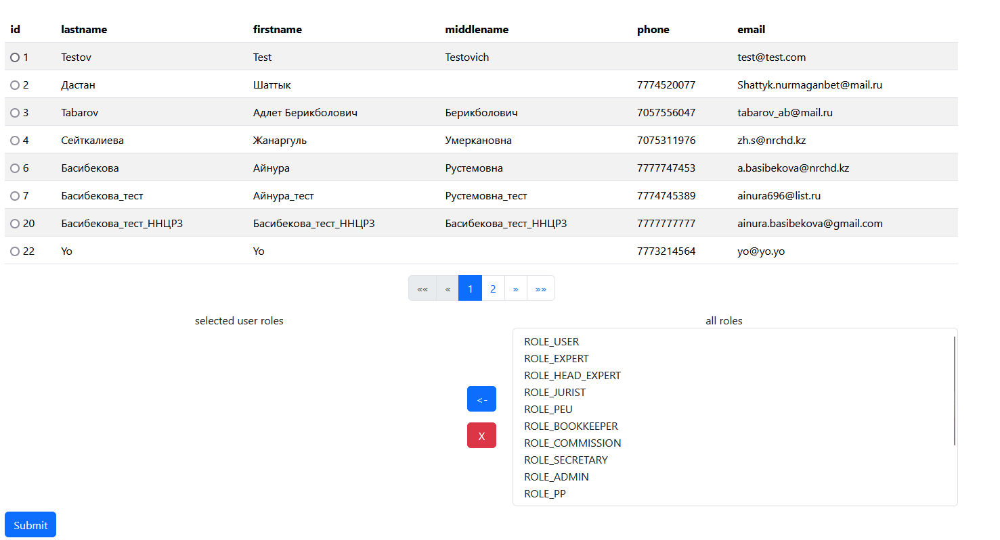 id lastname firstname middlename phone email
1 Testov Test Testovich test@test.com
2 Дастан Шаттык 7774520077 Shattyk.nurmaganbet@mail.ru
3 Tabarov Адлет Берикболович Берикболович 7057556047 tabarov_ab@mail.ru
4 Сейткалиева Жанаргуль Умеркановна 7075311976 zh.s@nrchd.kz
6 Басибекова Айнура Рустемовна 7777747453 a.basibekova@nrchd.kz
7 Басибекова_тест Айнура_тест Рустемовна_тест 7774745389 ainura696@list.ru
20 Басибекова_тест_ННЦРЗ Басибекова_тест_ННЦРЗ Басибекова_тест_ННЦРЗ 7777777777 ainura.basibekova@gmail.com
22 Yo Yo 7773214564 yo@yo.yo
«« « 1 2 » »»
selected user roles all roles
ROLE_USER
ROLE_EXPERT
ROLE_HEAD_EXPERT
ROLE_JURIST
<-
ROLE_PEU
ROLE_BOOKKEEPER
X
ROLE_COMMISSION
ROLE_SECRETARY
ROLE_ADMIN
ROLE_PP
Submit